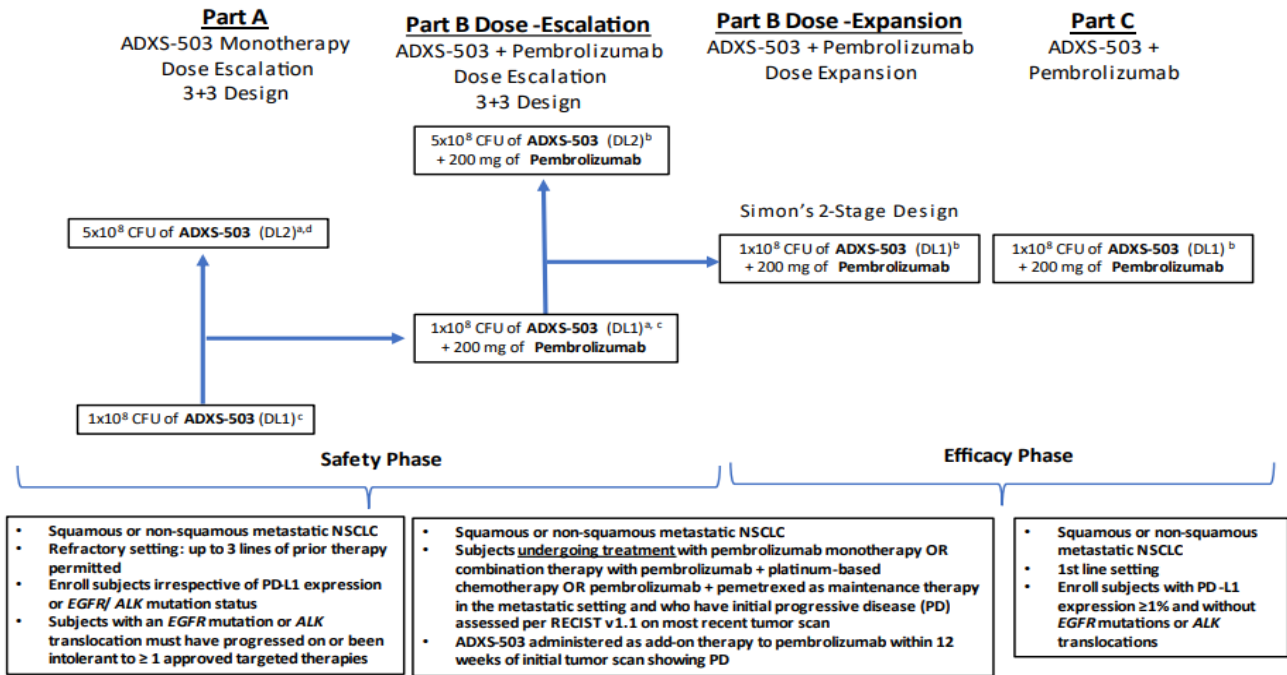 Part A
ADXS-503 Monotherapy
Dose Escalation
3+3 Design
Part B Dose -Escalation
ADXS-503 + Pembrolizumab
Dose Escalation
3+3 Design
Part B Dose -Expansion
ADXS-503 + Pembrolizumab
Dose Expansion
Part C
ADXS-503 +
Pembrolizumab
5x10⁸ CFU of ADXS-503 (DL2)ᵇ
+ 200 mg of Pembrolizumab
5x10⁸ CFU of ADXS-503 (DL2)ᵃ,ᵈ
Simon's 2-Stage Design
1x10⁸ CFU of ADXS-503 (DL1)ᵇ
+ 200 mg of Pembrolizumab
1x10⁸ CFU of ADXS-503 (DL1) ᵇ
+ 200 mg of Pembrolizumab
1x10⁸ CFU of ADXS-503 (DL1)ᵃ, ᶜ
+ 200 mg of Pembrolizumab
1x10⁸ CFU of ADXS-503 (DL1)ᶜ
Safety Phase
Efficacy Phase
• Squamous or non-squamous metastatic NSCLC
• Refractory setting: up to 3 lines of prior therapy
permitted
• Enroll subjects irrespective of PD-L1 expression
or EGFR/ ALK mutation status
• Subjects with an EGFR mutation or ALK
translocation must have progressed on or been
intolerant to ≥ 1 approved targeted therapies
• Squamous or non-squamous metastatic NSCLC
• Subjects undergoing treatment with pembrolizumab monotherapy OR
combination therapy with pembrolizumab + platinum-based
chemotherapy OR pembrolizumab + pemetrexed as maintenance therapy
in the metastatic setting and who have initial progressive disease (PD)
assessed per RECIST v1.1 on most recent tumor scan
• ADXS-503 administered as add-on therapy to pembrolizumab within 12
weeks of initial tumor scan showing PD
• Squamous or non-squamous
metastatic NSCLC
• 1st line setting
• Enroll subjects with PD -L1
expression ≥1% and without
EGFR mutations or ALK
translocations